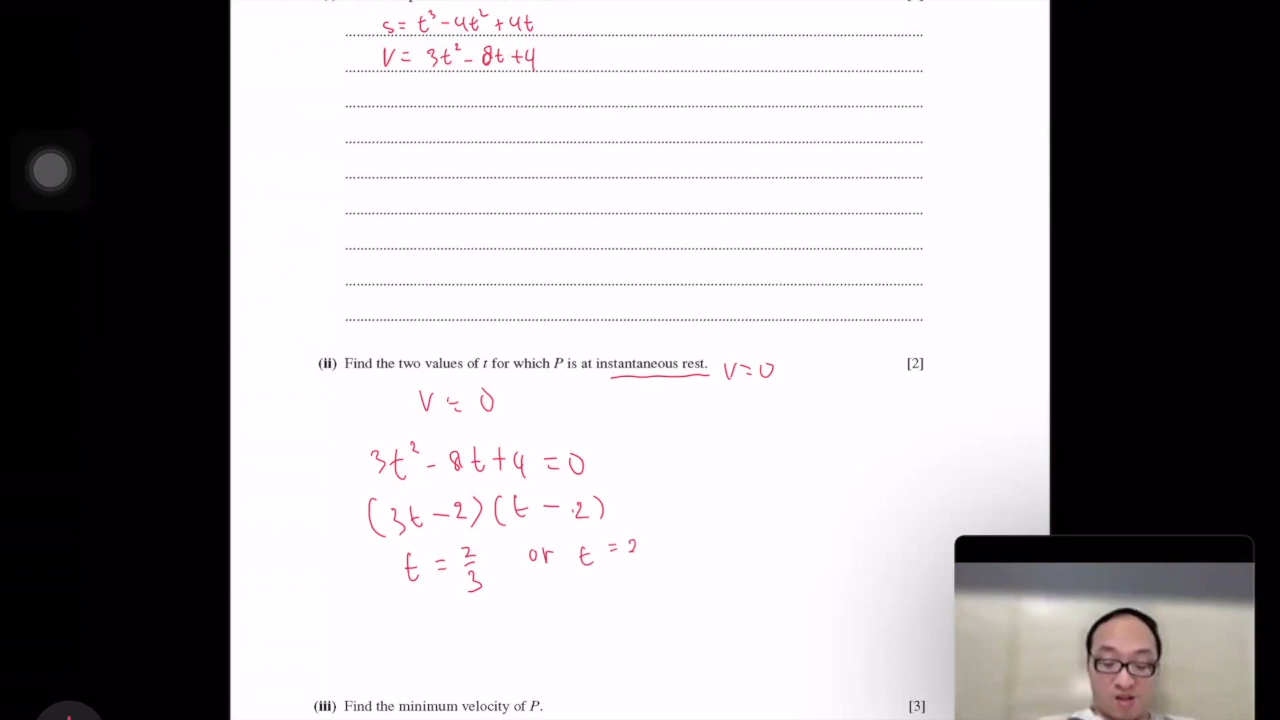 s = t³ - 4t² + 4t
V = 3t² - 8t + 4
(ii) Find the two values of t for which P is at instantaneous rest. V = 0 [2]
V = 0
3t² - 8t + 4 = 0
(3t - 2)(t - 2)
t = 2/3 or t = 2
(iii) Find the minimum velocity of P. [3]